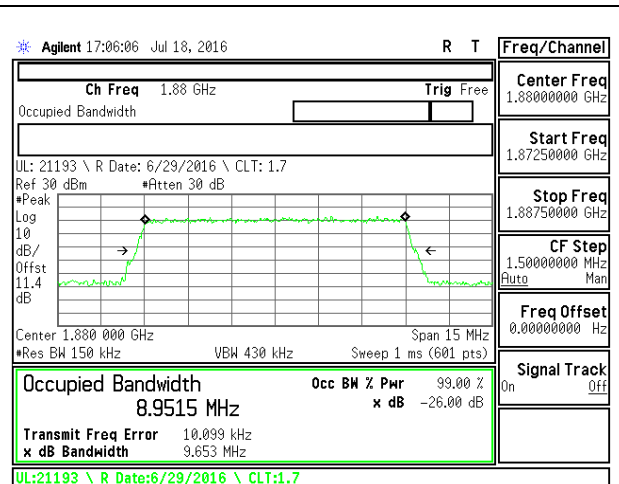 Agilent 17:06:06 Jul 18, 2016 R T
Freq/Channel
Ch Freq 1.88 GHz Trig Free
Occupied Bandwidth
Center Freq
1.88000000 GHz
Start Freq
1.87250000 GHz
UL: 21193 \ R Date: 6/29/2016 \ CLT: 1.7
Ref 30 dBm #Atten 30 dB
#Peak
Log
10
dB/
Offst
11.4
dB
Stop Freq
1.88750000 GHz
CF Step
1.50000000 MHz
Auto Man
Freq Offset
0.00000000 Hz
Center 1.880 000 GHz Span 15 MHz
#Res BW 150 kHz VBW 430 kHz Sweep 1 ms (601 pts)
Signal Track
On Off
Occupied Bandwidth Occ BW % Pwr 99.00 %
8.9515 MHz x dB -26.00 dB
Transmit Freq Error 10.099 kHz
x dB Bandwidth 9.653 MHz
UL:21193 \ R Date:6/29/2016 \ CLT:1.7